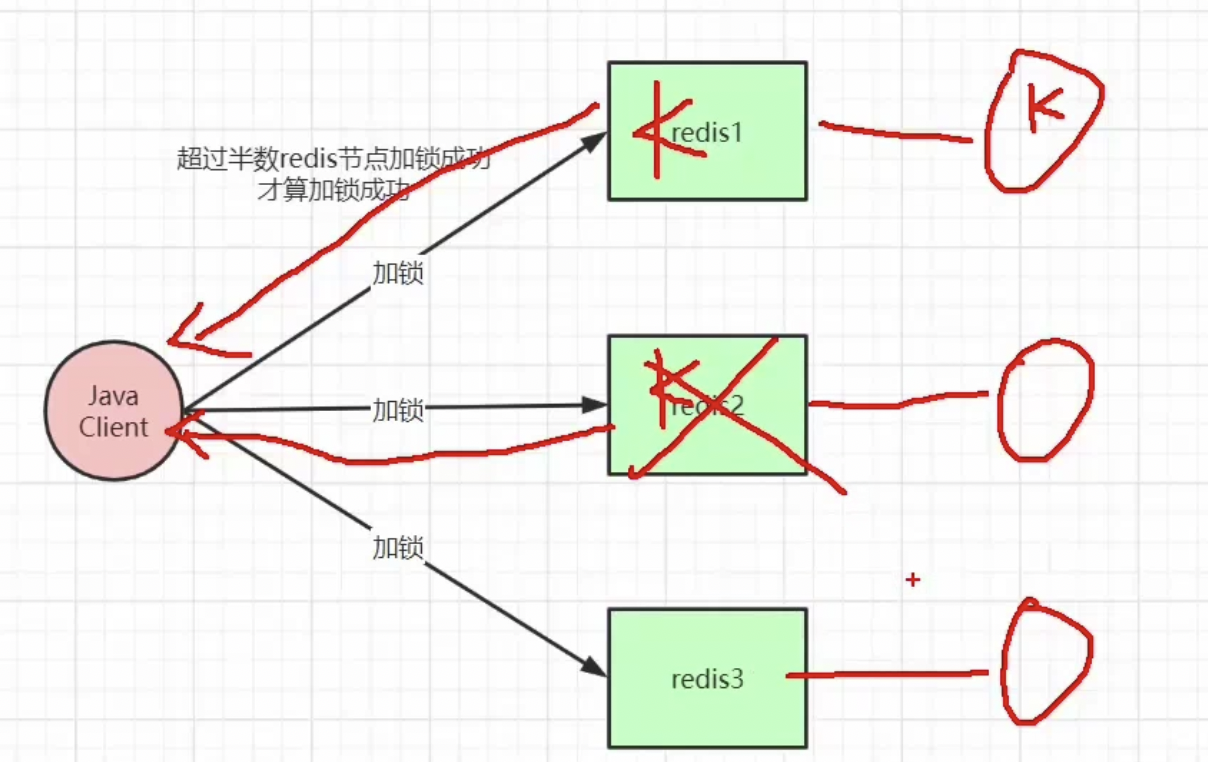 超过半数redis节点加锁成功
才算加锁成功
加锁
redis1
K
K
Java
Client
加锁
redis2
K
加锁
redis3